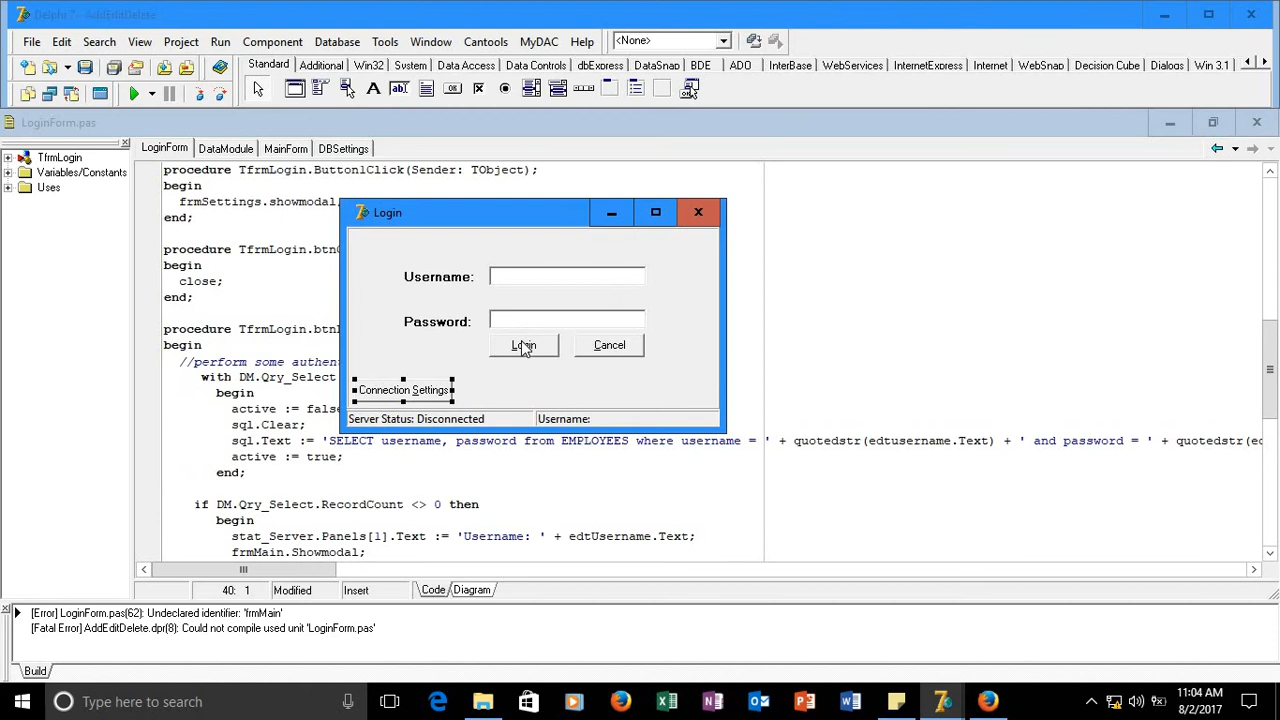 Delphi 7 - AddEditDelete
File Edit Search View Project Run Component Database Tools Window Cantools MyDAC Help <None>
Standard Additional Win32 System Data Access Data Controls dbExpress DataSnap BDE ADO InterBase WebServices InternetExpress Internet WebSnap Decision Cube Dialogs Win 3.1
LoginForm.pas
LoginForm DataModule MainForm DBSettings
TfrmLogin
Variables/Constants
Uses
procedure TfrmLogin.Button1Click(Sender: TObject);
begin
frmSettings.showmodal
end;
procedure TfrmLogin.btn
begin
close;
end;
procedure TfrmLogin.btn
begin
//perform some authent
with DM.Qry_Select
begin
active := fals
sql.Clear;
sql.Text := 'SELECT username, password from EMPLOYEES where username = ' + quotedstr(edtusername.Text) + ' and password = ' + quotedstr(ed
active := true;
end;
if DM.Qry_Select.RecordCount <> 0 then
begin
stat_Server.Panels[1].Text := 'Username: ' + edtUsername.Text;
frmMain.Showmodal;
Login
Username:
Password:
Login Cancel
Connection Settings
Server Status: Disconnected Username:
40: 1 Modified Insert Code Diagram
[Error] LoginForm.pas(62): Undeclared identifier: 'frmMain'
[Fatal Error] AddEditDelete.dpr(8): Could not compile used unit 'LoginForm.pas'
Build
Type here to search
11:04 AM
8/2/2017